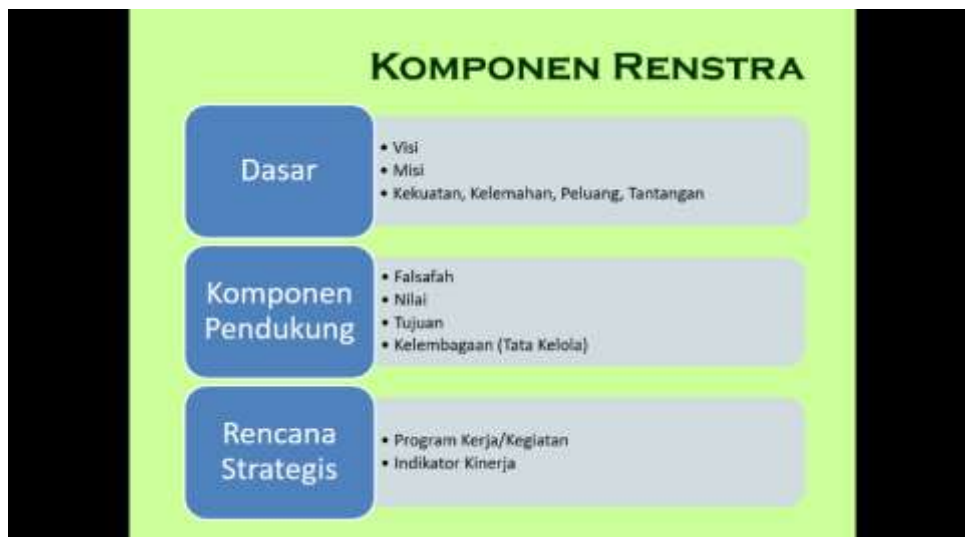 KOMPONEN RENSTRA
Dasar
• Visi
• Misi
• Kekuatan, Kelemahan, Peluang, Tantangan
Komponen
Pendukung
• Falsafah
• Nilai
• Tujuan
• Kelembagaan (Tata Kelola)
Rencana
Strategis
• Program Kerja/Kegiatan
• Indikator Kinerja